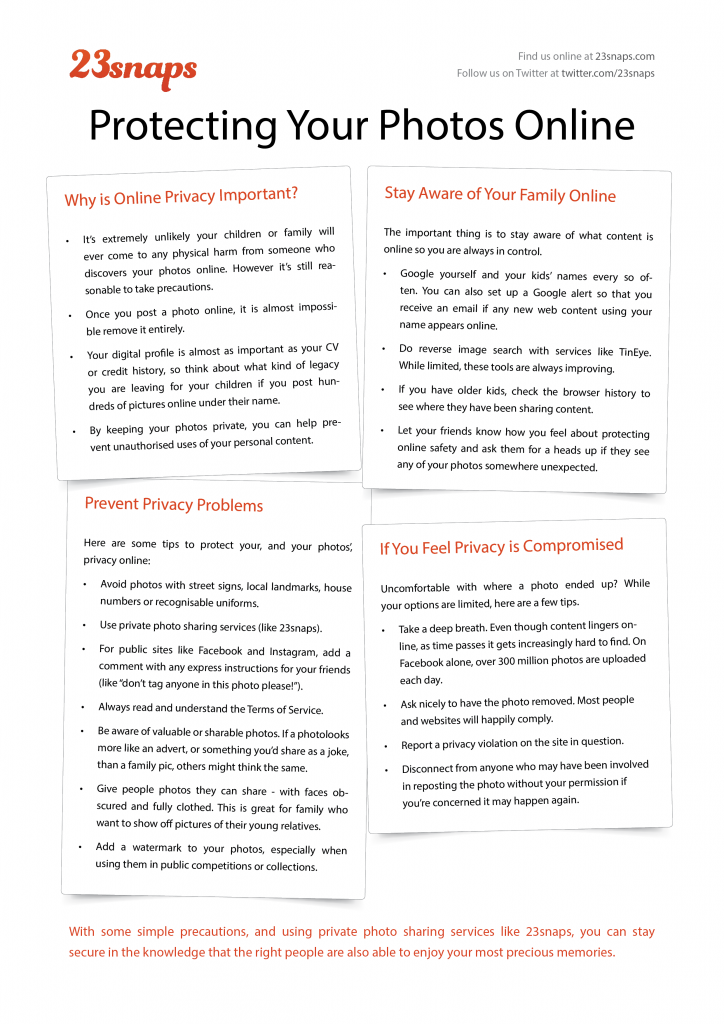 23snaps
Find us online at 23snaps.com
Follow us on Twitter at twitter.com/23snaps
Protecting Your Photos Online
Why is Online Privacy Important?
• It's extremely unlikely your children or family will
ever come to any physical harm from someone who
discovers your photos online. However it's still rea-
sonable to take precautions.
• Once you post a photo online, it is almost impossi-
ble remove it entirely.
• Your digital profile is almost as important as your CV
or credit history, so think about what kind of legacy
you are leaving for your children if you post hun-
dreds of pictures online under their name.
• By keeping your photos private, you can help pre-
vent unauthorised uses of your personal content.
Stay Aware of Your Family Online
The important thing is to stay aware of what content is
online so you are always in control.
• Google yourself and your kids' names every so of-
ten. You can also set up a Google alert so that you
receive an email if any new web content using your
name appears online.
• Do reverse image search with services like TinEye.
While limited, these tools are always improving.
• If you have older kids, check the browser history to
see where they have been sharing content.
• Let your friends know how you feel about protecting
online safety and ask them for a heads up if they see
any of your photos somewhere unexpected.
Prevent Privacy Problems
Here are some tips to protect your, and your photos',
privacy online:
• Avoid photos with street signs, local landmarks, house
numbers or recognisable uniforms.
• Use private photo sharing services (like 23snaps).
• For public sites like Facebook and Instagram, add a
comment with any express instructions for your friends
(like "don't tag anyone in this photo please!").
• Always read and understand the Terms of Service.
• Be aware of valuable or sharable photos. If a photolooks
more like an advert, or something you'd share as a joke,
than a family pic, others might think the same.
• Give people photos they can share - with faces ob-
scured and fully clothed. This is great for family who
want to show off pictures of their young relatives.
• Add a watermark to your photos, especially when
using them in public competitions or collections.
If You Feel Privacy is Compromised
Uncomfortable with where a photo ended up? While
your options are limited, here are a few tips.
• Take a deep breath. Even though content lingers on-
line, as time passes it gets increasingly hard to find. On
Facebook alone, over 300 million photos are uploaded
each day.
• Ask nicely to have the photo removed. Most people
and websites will happily comply.
• Report a privacy violation on the site in question.
• Disconnect from anyone who may have been involved
in reposting the photo without your permission if
you're concerned it may happen again.
With some simple precautions, and using private photo sharing services like 23snaps, you can stay
secure in the knowledge that the right people are also able to enjoy your most precious memories.